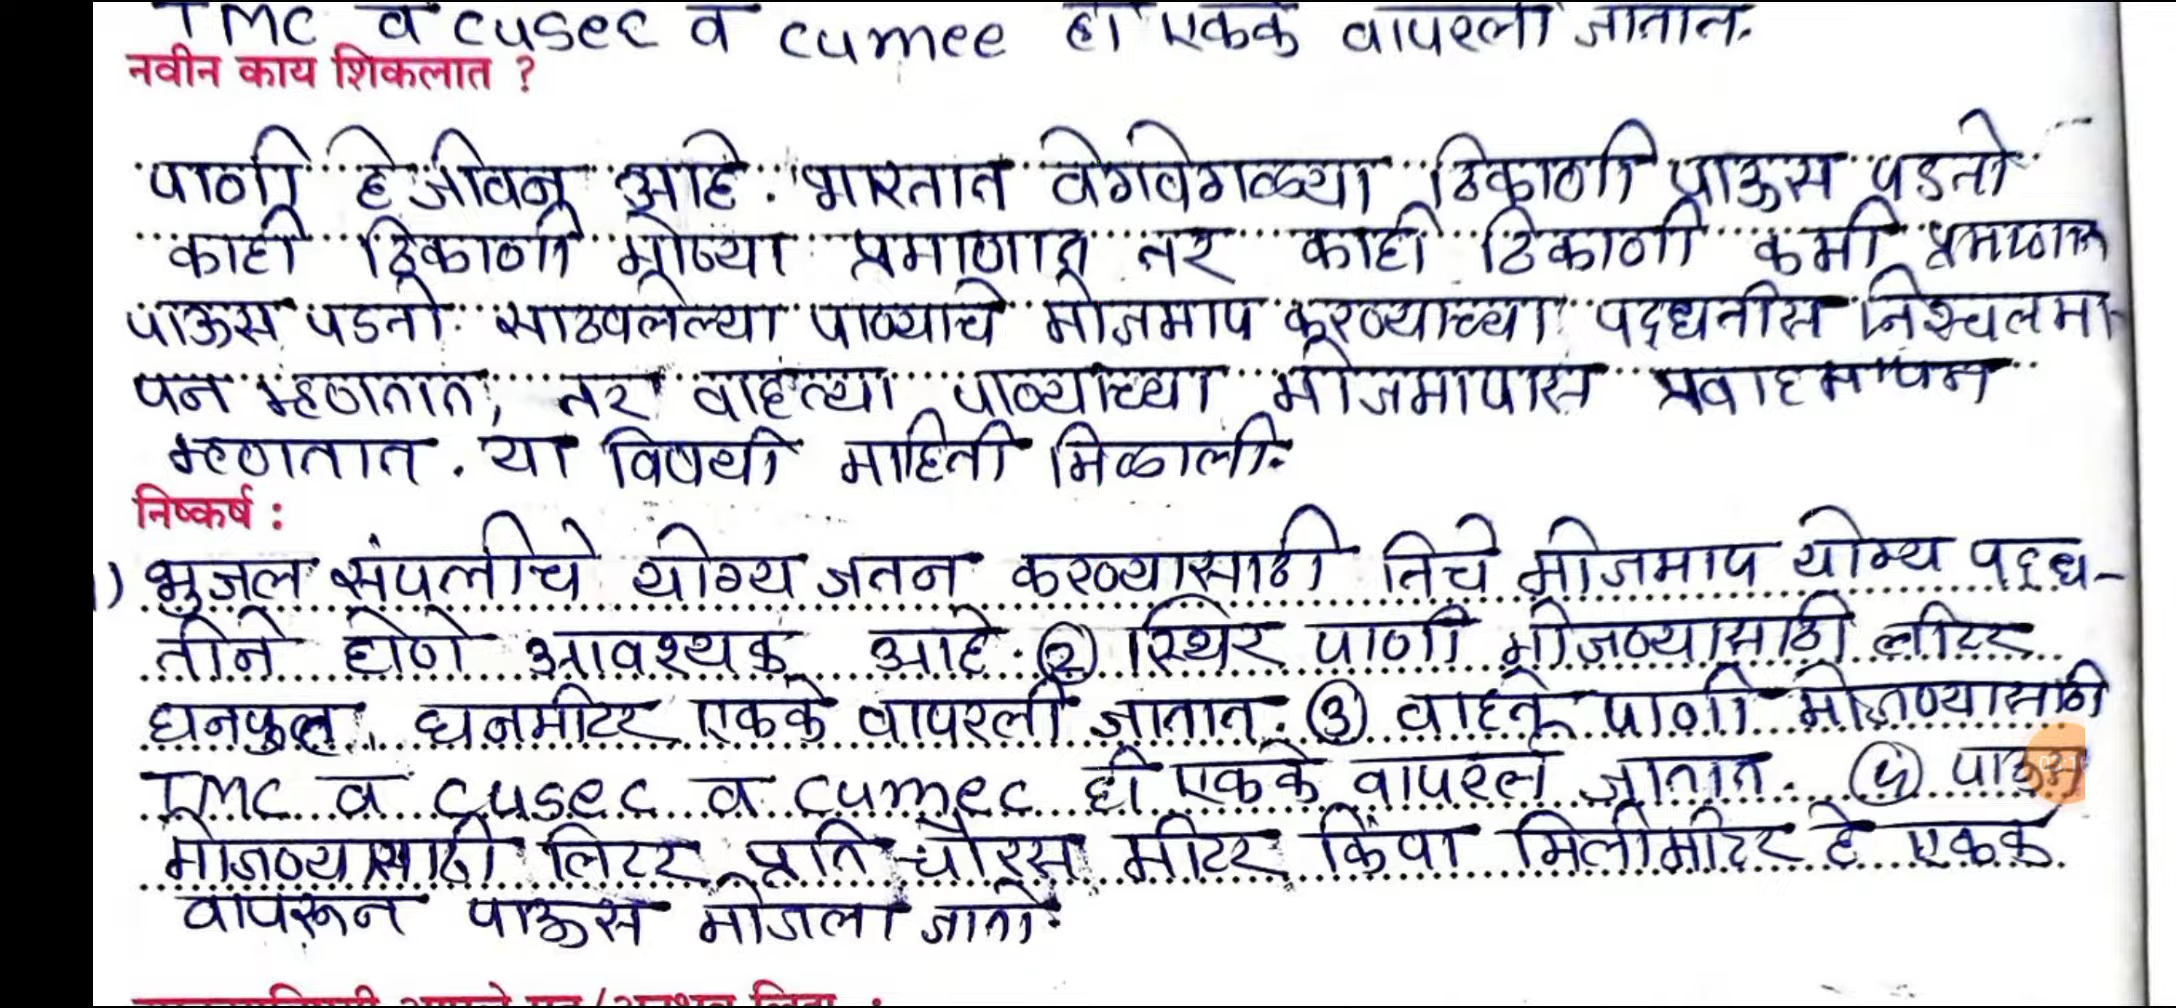 TMC व cusec व cumec ही एकके वापरली जातात.
नवीन काय शिकलात ?
पाणी हे जीवन आहे. भारतात वेगवेगळ्या ठिकाणी पाऊस पडतो
काही ठिकाणी मोठ्या प्रमाणात तर काही ठिकाणी कमी प्रमाणात
पाऊस पडतो. साठवलेल्या पाण्याचे मोजमाप करण्याच्या पद्धतीस निश्चलमा-
पन म्हणतात, तर वाहत्या पाण्याच्या मोजमापास प्रवाहमापन
म्हणतात. या विषयी माहिती मिळाली.
निष्कर्ष :
१) भुजल संपत्तीचे योग्य जतन करण्यासाठी तिचे मोजमाप योग्य पद्ध-
तीने होणे आवश्यक आहे. ② स्थिर पाणी मोजण्यासाठी लीटर
घनफुट, घनमीटर एकके वापरली जातात. ③ वाहते पाणी मोजण्यासाठी
TMC व cusec व cumec ही एकके वापरले जातात. ④ पाऊस
मोजण्यासाठी लिटर प्रति चौरस मीटर किंवा मिलीमीटर हे एकक
वापरून पाऊस मोजला जातो.